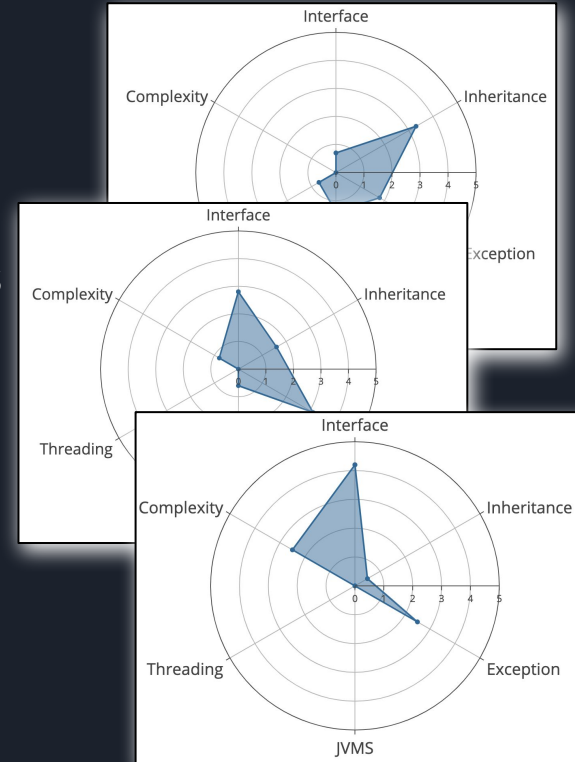 Interface
Complexity
Inheritance
0 1 2 3 4 5
Exception
Interface
Complexity
Inheritance
0 1 2 3 4 5
Threading
Interface
Complexity
Inheritance
0 1 2 3 4 5
Threading
Exception
JVMS